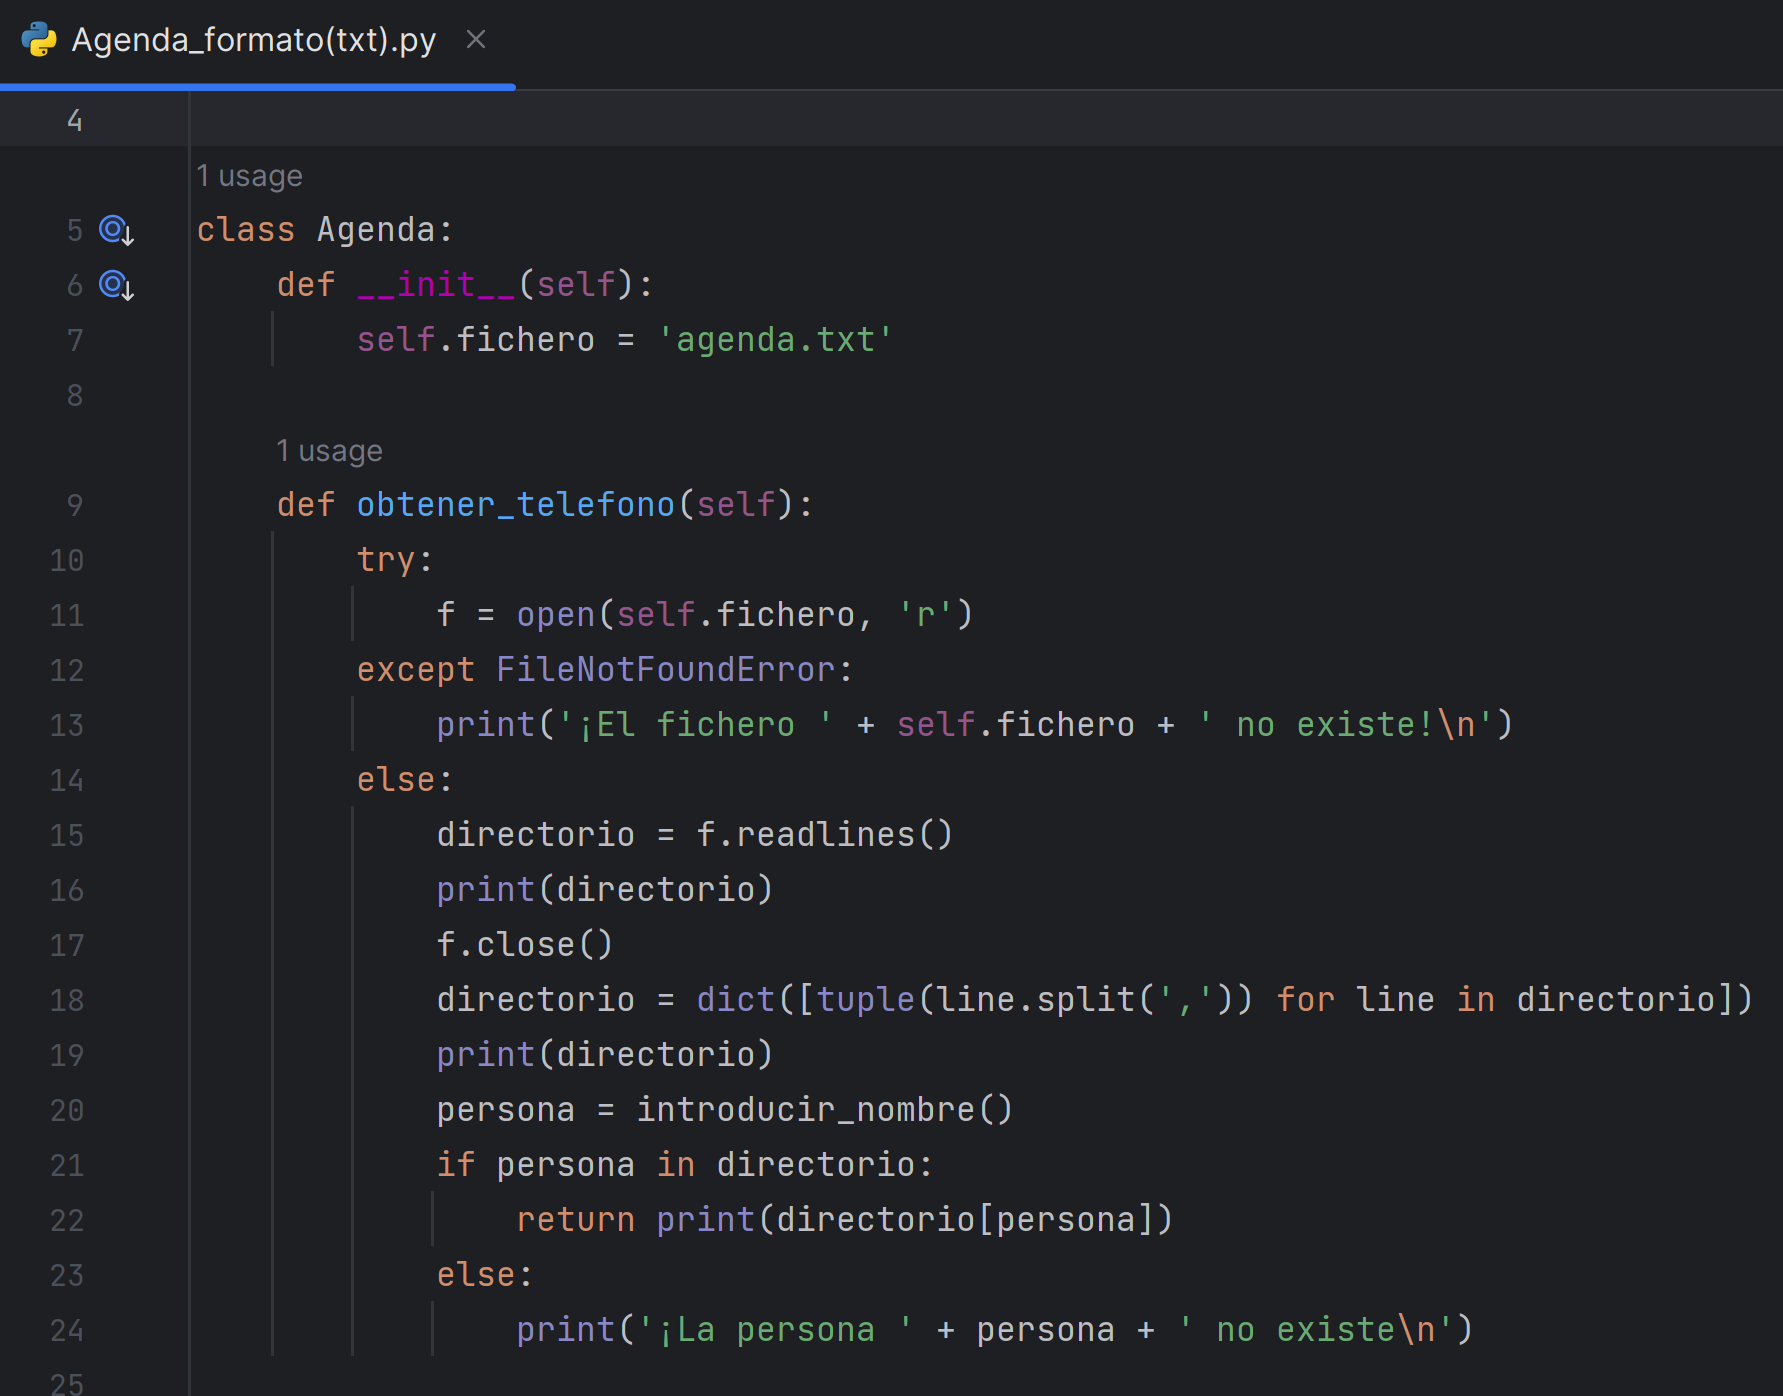 Agenda_formato(txt).py
4
1 usage
5 class Agenda:
6     def __init__(self):
7         self.fichero = 'agenda.txt'
8
    1 usage
9     def obtener_telefono(self):
10         try:
11             f = open(self.fichero, 'r')
12         except FileNotFoundError:
13             print('¡El fichero ' + self.fichero + ' no existe!\n')
14         else:
15             directorio = f.readlines()
16             print(directorio)
17             f.close()
18             directorio = dict([tuple(line.split(',')) for line in directorio])
19             print(directorio)
20             persona = introducir_nombre()
21             if persona in directorio:
22                 return print(directorio[persona])
23             else:
24                 print('¡La persona ' + persona + ' no existe\n')
25